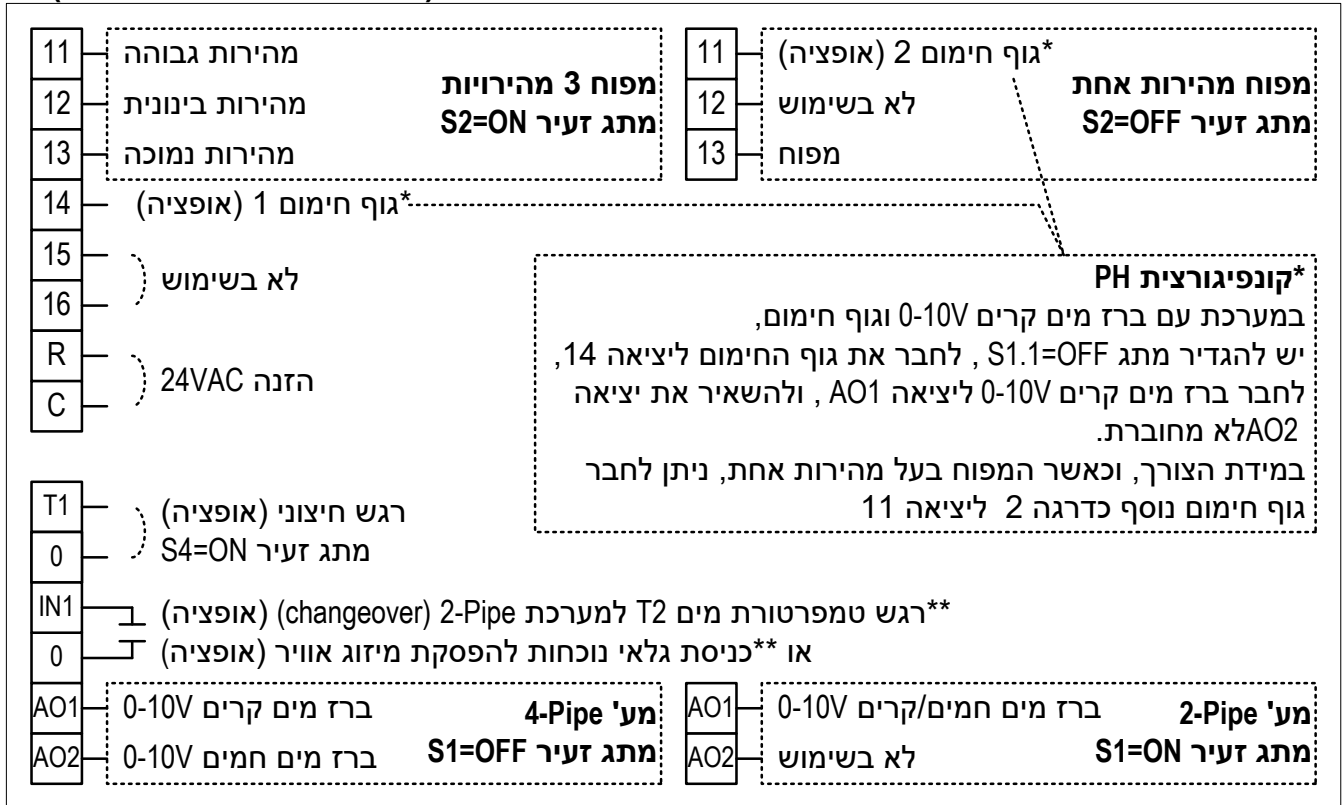 11 מהירות גבוהה
12 מהירות בינונית
13 מהירות נמוכה
מפוח 3 מהירויות
מתג זעיר S2=ON
11 *גוף חימום 2 (אופציה)
12 לא בשימוש
13 מפוח
מפוח מהירות אחת
מתג זעיר S2=OFF
14 *גוף חימום 1 (אופציה)
15
16
לא בשימוש
R
C
הזנה 24VAC
*קונפיגורצית PH
במערכת עם ברז מים קרים 0-10V וגוף חימום,
יש להגדיר מתג S1.1=OFF , לחבר את גוף החימום ליציאה 14,
לחבר ברז מים קרים 0-10V ליציאה AO1 , ולהשאיר את יציאה
AO2לא מחוברת.
במידת הצורך, וכאשר המפוח בעל מהירות אחת, ניתן לחבר
גוף חימום נוסף כדרגה 2 ליציאה 11
T1 רגש חיצוני (אופציה)
0 מתג זעיר S4=ON
IN1 **רגש טמפרטורת מים T2 למערכת 2-Pipe (changeover) (אופציה)
0 או **כניסת גלאי נוכחות להפסקת מיזוג אוויר (אופציה)
AO1 ברז מים קרים 0-10V
AO2 ברז מים חמים 0-10V
מע' 4-Pipe
מתג זעיר S1=OFF
AO1 ברז מים חמים/קרים 0-10V
AO2 לא בשימוש
מע' 2-Pipe
מתג זעיר S1=ON